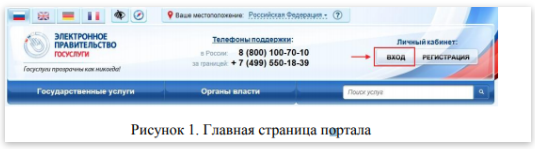 Ваше местоположение: Российская Федерация
ЭЛЕКТРОННОЕ
ПРАВИТЕЛЬСТВО
ГОСУСЛУГИ
Госуслуги прозрачны как никогда!
Телефоны поддержки:
в России: 8 (800) 100-70-10
за границей: + 7 (499) 550-18-39
Личный кабинет:
ВХОД РЕГИСТРАЦИЯ
Государственные услуги Органы власти Поиск услуг
Рисунок 1. Главная страница портала